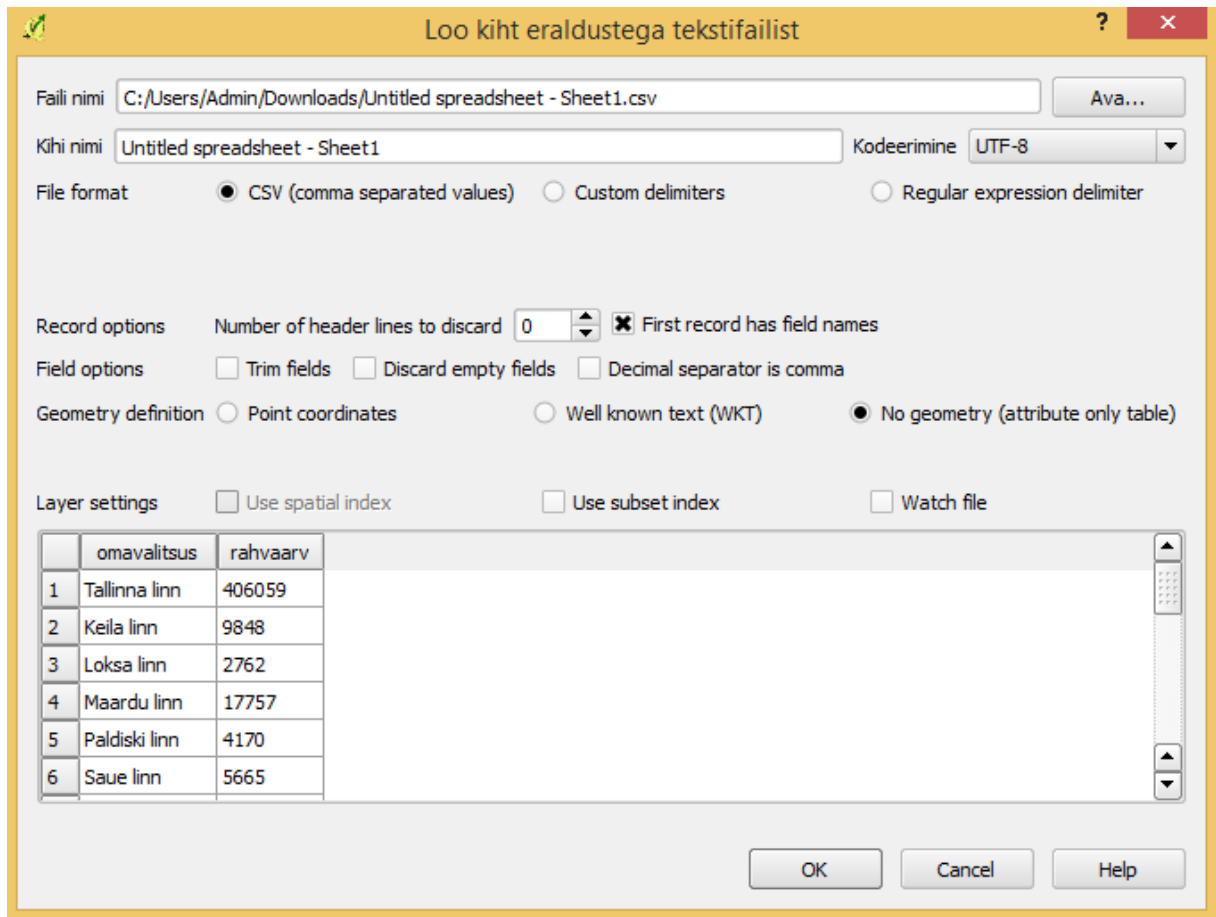 Loo kiht eraldustega tekstifailist ?
Faili nimi C:/Users/Admin/Downloads/Untitled spreadsheet - Sheet1.csv Ava...
Kihi nimi Untitled spreadsheet - Sheet1 Kodeerimine UTF-8
File format CSV (comma separated values) Custom delimiters Regular expression delimiter
Record options Number of header lines to discard 0 First record has field names
Field options Trim fields Discard empty fields Decimal separator is comma
Geometry definition Point coordinates Well known text (WKT) No geometry (attribute only table)
Layer settings Use spatial index Use subset index Watch file
omavalitsus rahvaarv
1 Tallinna linn 406059
2 Keila linn 9848
3 Loksa linn 2762
4 Maardu linn 17757
5 Paldiski linn 4170
6 Saue linn 5665
OK Cancel Help